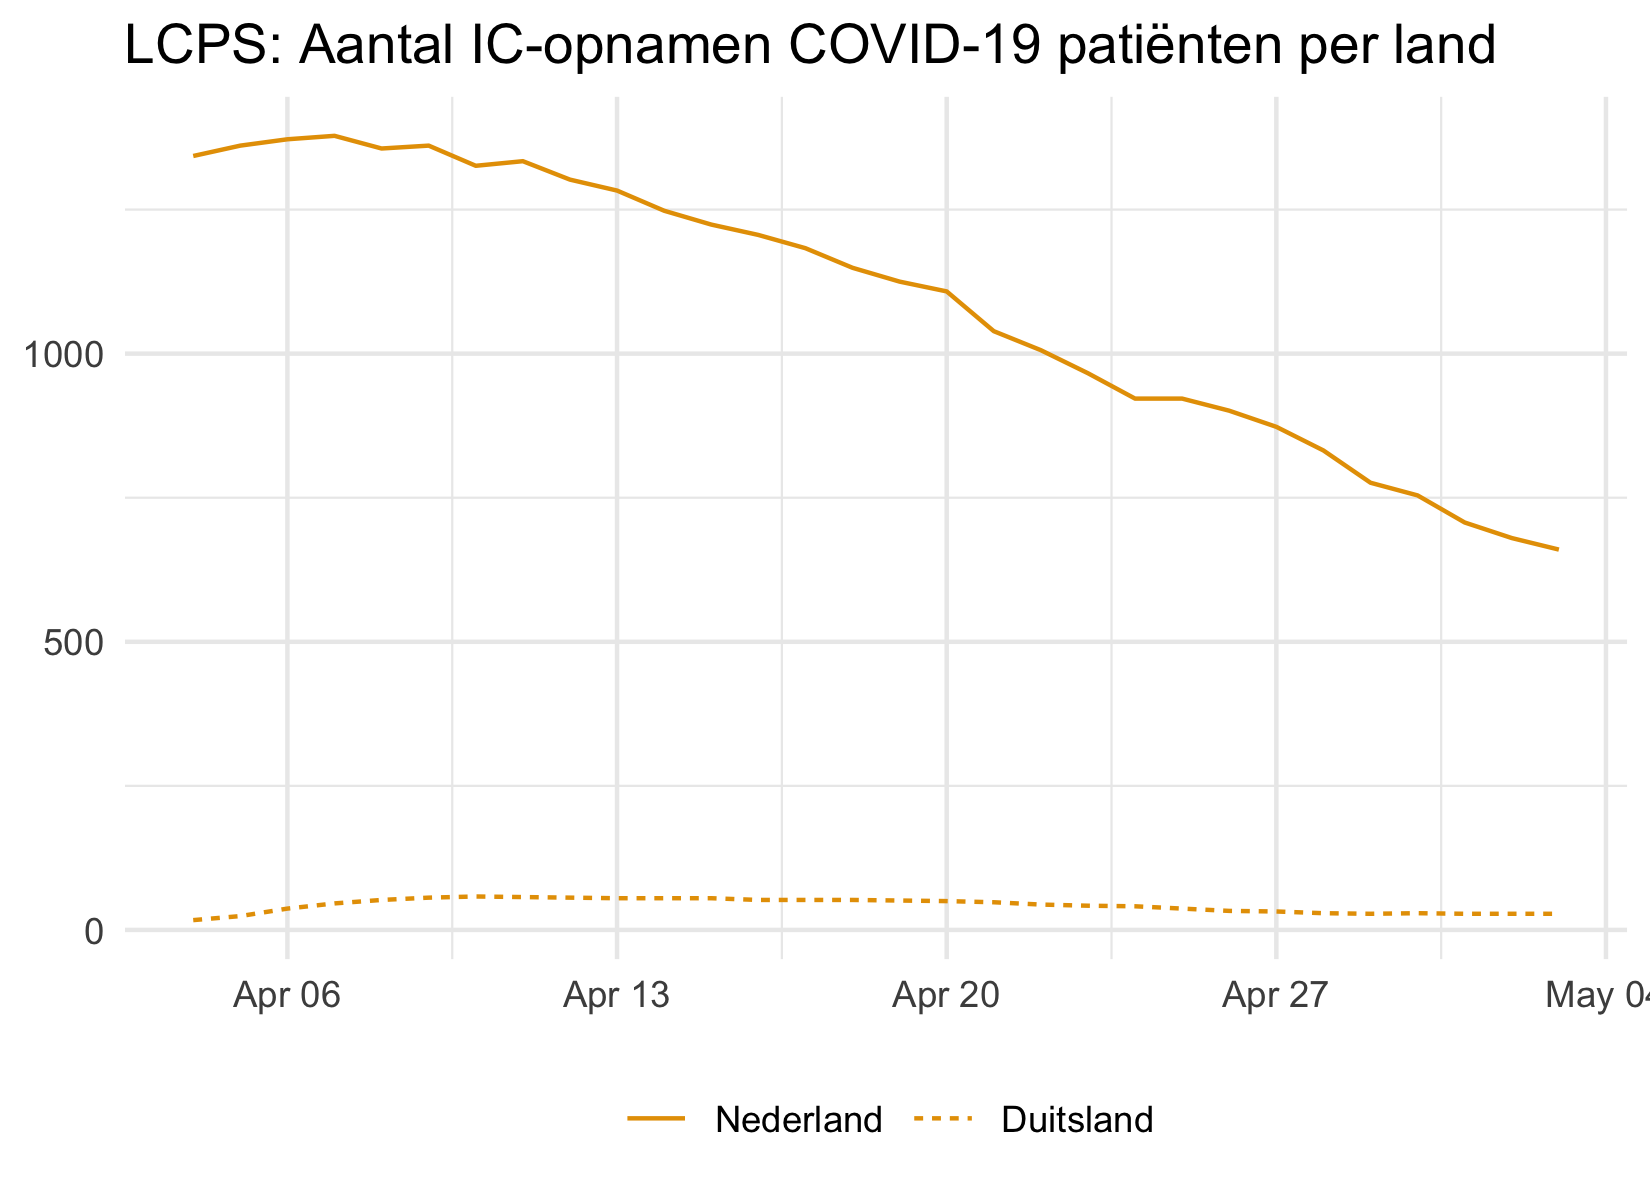 LCPS: Aantal IC-opnamen COVID-19 patiënten per land
1000
500
0
Apr 06 Apr 13 Apr 20 Apr 27 May 04
Nederland Duitsland